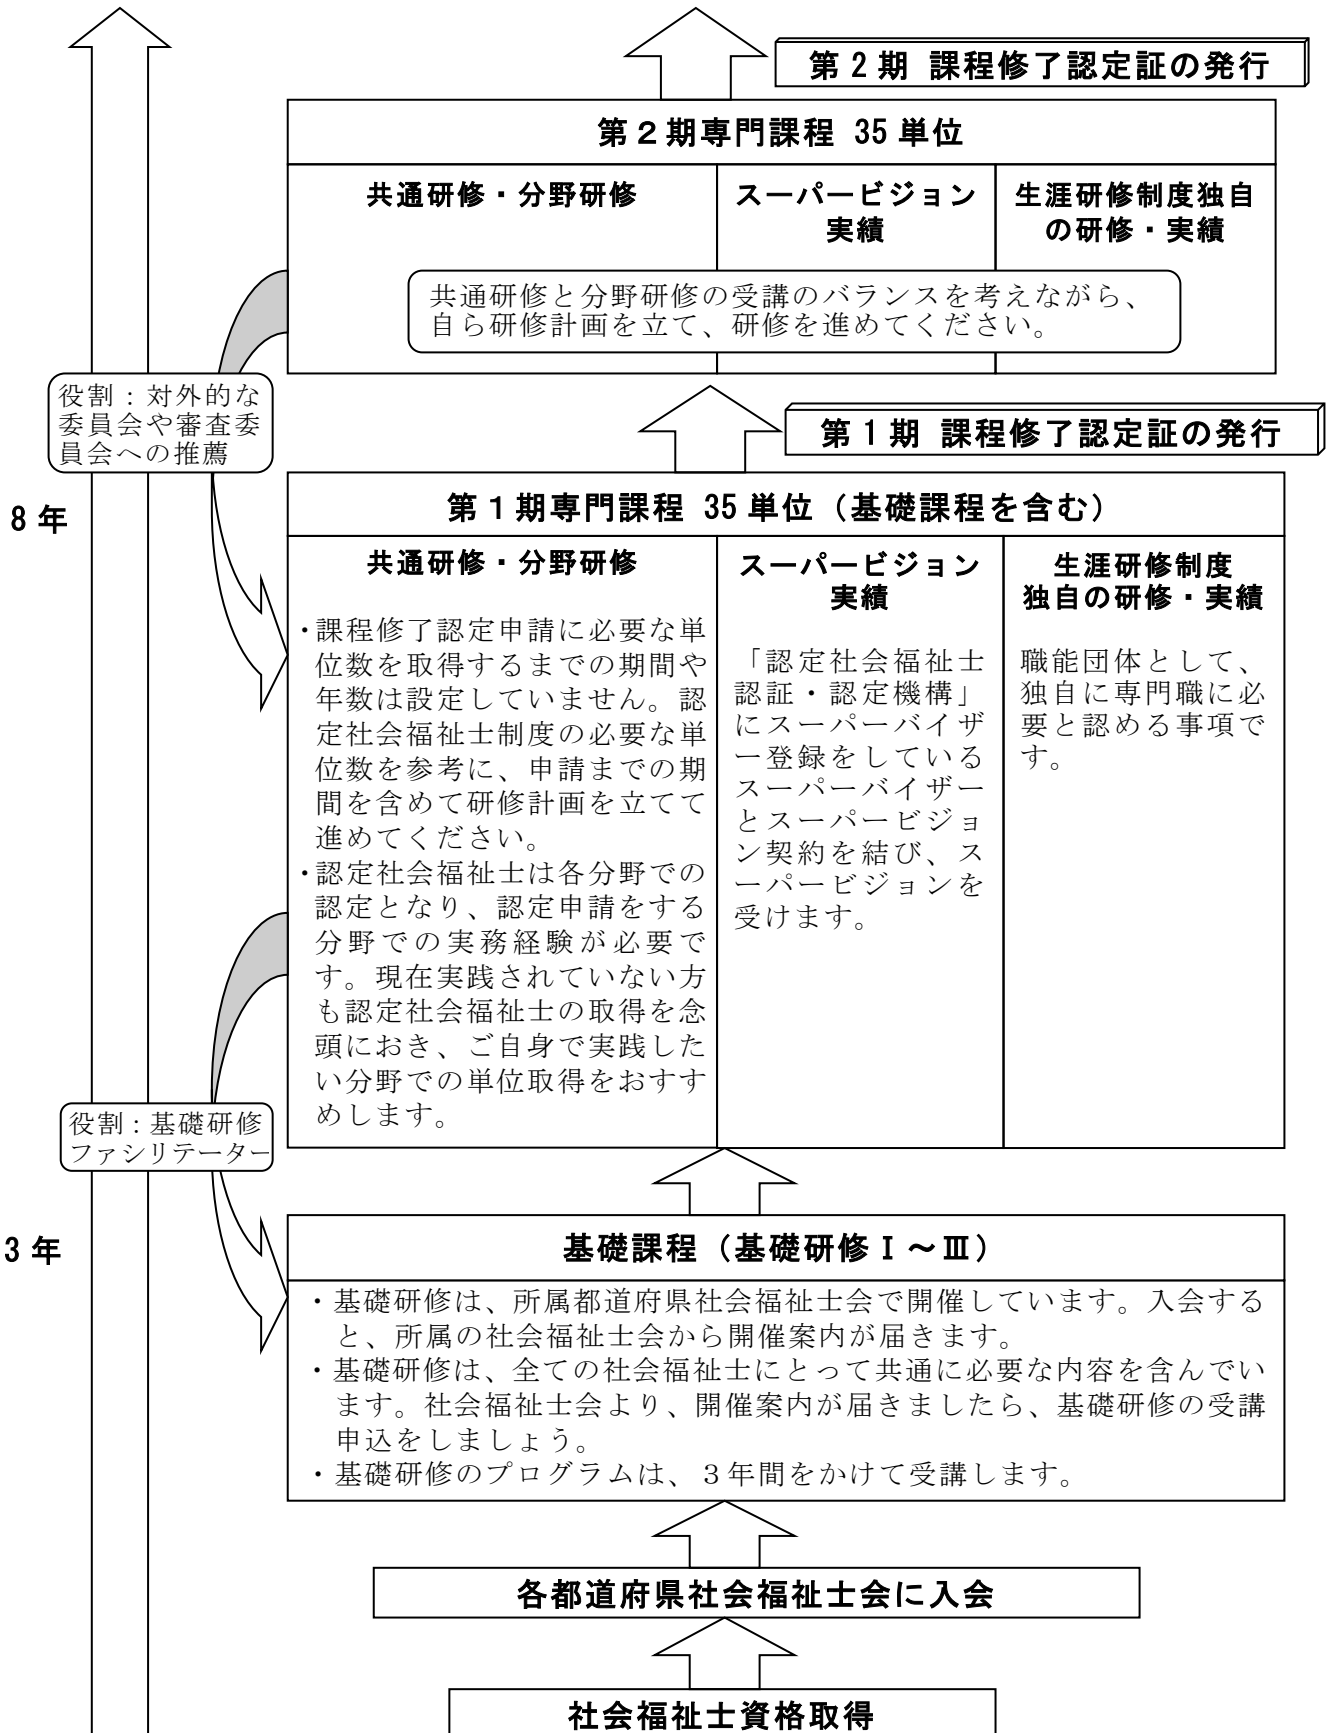 第２期 課程修了認定証の発行
第２期専門課程 35 単位
共通研修・分野研修
スーパービジョン
実績
生涯研修制度独自
の研修・実績
共通研修と分野研修の受講のバランスを考えながら、
自ら研修計画を立て、研修を進めてください。
役割：対外的な
委員会や審査委
員会への推薦
第１期 課程修了認定証の発行
8 年
第１期専門課程 35 単位（基礎課程を含む）
共通研修・分野研修
・課程修了認定申請に必要な単
位数を取得するまでの期間や
年数は設定していません。認
定社会福祉士制度の必要な単
位数を参考に、申請までの期
間を含めて研修計画を立てて
進めてください。
・認定社会福祉士は各分野での
認定となり、認定申請をする
分野での実務経験が必要で
す。現在実践されていない方
も認定社会福祉士の取得を念
頭におき、ご自身で実践した
い分野での単位取得をおすす
めします。
スーパービジョン
実績
「認定社会福祉士
認証・認定機構」
にスーパーバイザ
ー登録をしている
スーパーバイザー
とスーパービジョ
ン契約を結び、ス
ーパービジョンを
受けます。
生涯研修制度
独自の研修・実績
職能団体として、
独自に専門職に必
要と認める事項で
す。
役割：基礎研修
ファシリテーター
3 年
基礎課程（基礎研修Ⅰ～Ⅲ）
・基礎研修は、所属都道府県社会福祉士会で開催しています。入会する
と、所属の社会福祉士会から開催案内が届きます。
・基礎研修は、全ての社会福祉士にとって共通に必要な内容を含んでい
ます。社会福祉士会より、開催案内が届きましたら、基礎研修の受講
申込をしましょう。
・基礎研修のプログラムは、３年間をかけて受講します。
各都道府県社会福祉士会に入会
社会福祉士資格取得